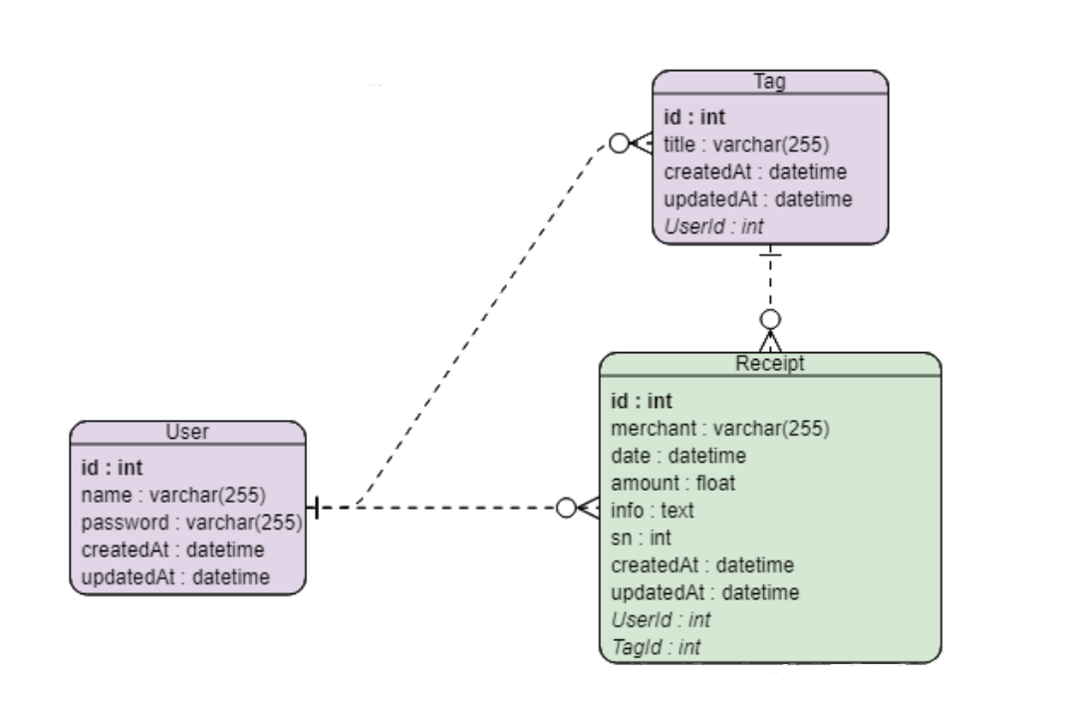 Tag
id : int
title : varchar(255)
createdAt : datetime
updatedAt : datetime
UserId : int
Receipt
id : int
merchant : varchar(255)
date : datetime
amount : float
info : text
sn : int
createdAt : datetime
updatedAt : datetime
UserId : int
TagId : int
User
id : int
name : varchar(255)
password : varchar(255)
createdAt : datetime
updatedAt : datetime